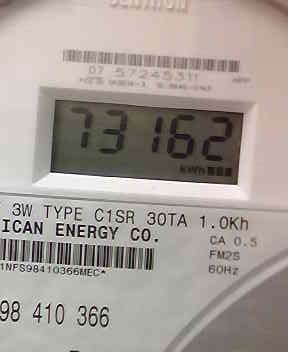 CENTRON
07 57245311
73162
kWh
3W TYPE C1SR 30TA 1.0Kh
ICAN ENERGY CO.
CA 0.5
FM2S
1NFS98410366MEC*
60Hz
98 410 366